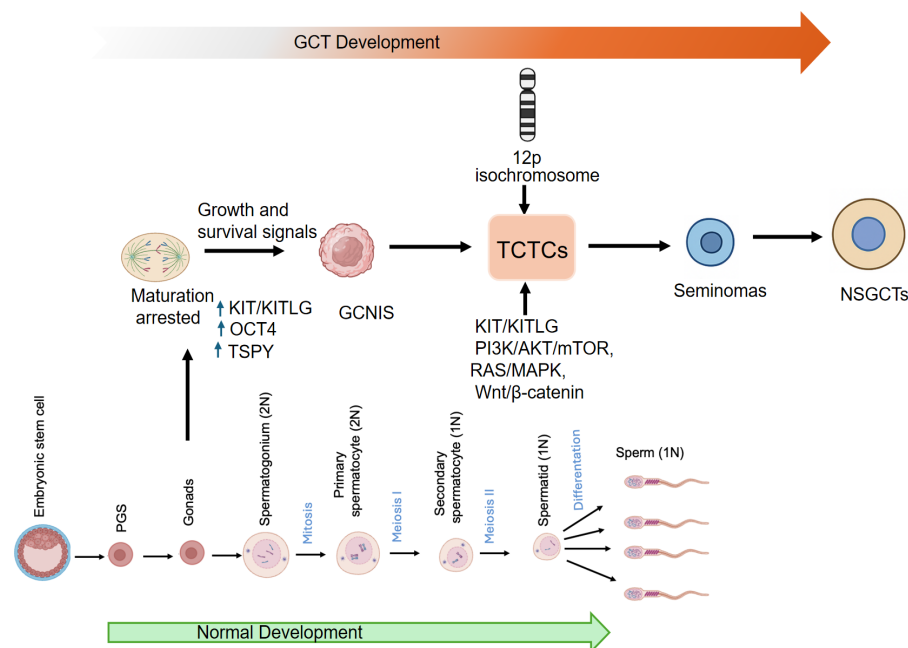 GCT Development
12p
isochromosome
Growth and
survival signals
TCTCs
Maturation
arrested
KIT/KITLG
OCT4
TSPY
GCNIS
Seminomas
NSGCTs
KIT/KITLG
PI3K/AKT/mTOR,
RAS/MAPK,
Wnt/β-catenin
Embryonic stem cell
PGS
Gonads
Spermatogonium (2N)
Mitosis
Primary
spermatocyte (2N)
Meiosis I
Secondary
spermatocyte (1N)
Meiosis II
Spermatid (1N)
Differentation
Sperm (1N)
Normal Development